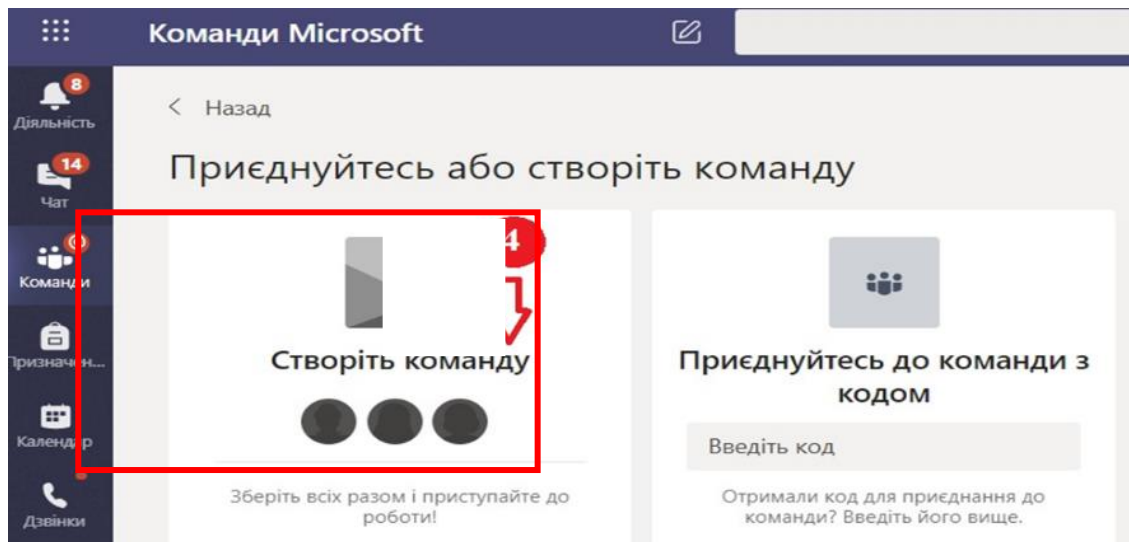 Команди Microsoft
8
Діяльність
< Назад
Приєднуйтесь або створіть команду
14
Чат
Команди
Призначен...
Календар
Дзвінки
4
Створіть команду
Зберіть всіх разом і приступайте до
роботи!
Приєднуйтесь до команди з
кодом
Введіть код
Отримали код для приєднання до
команди? Введіть його вище.